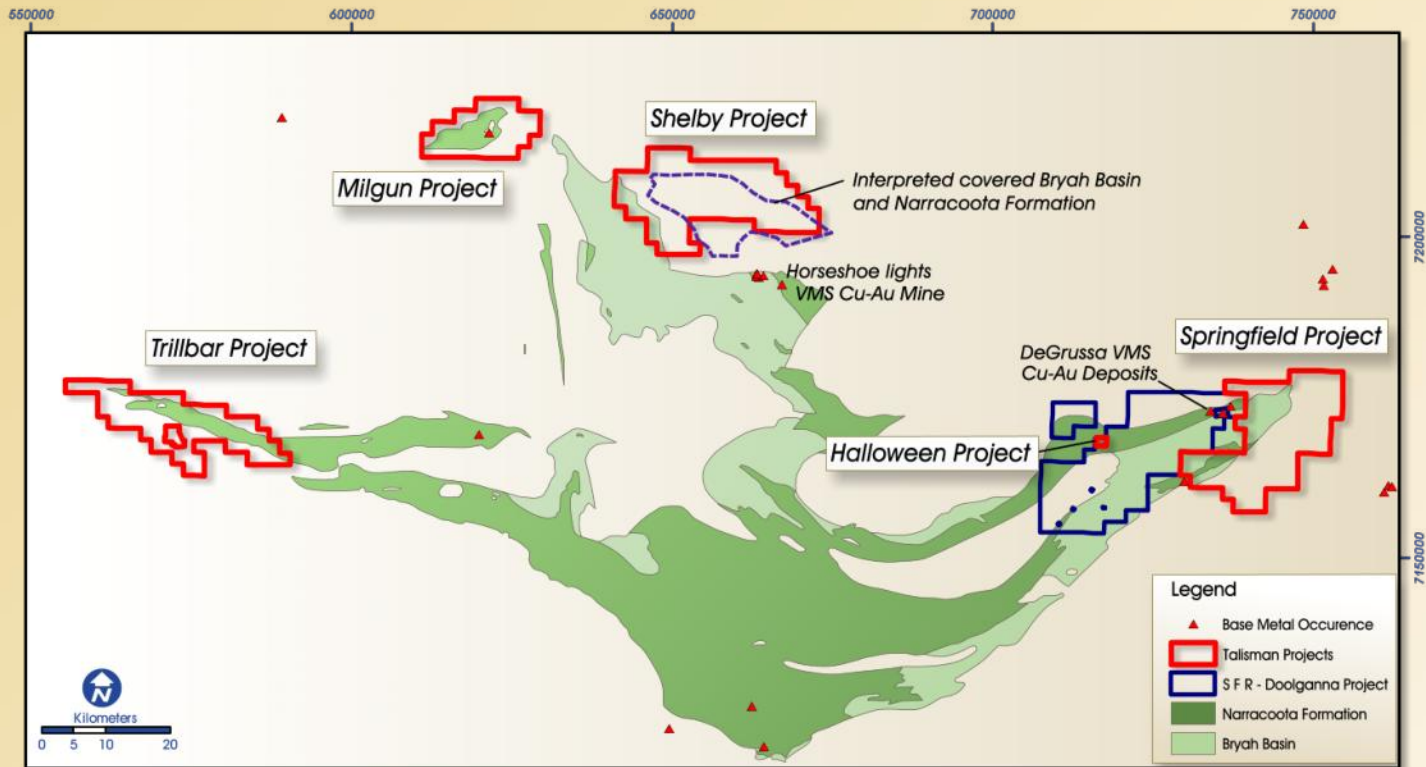 550000
600000
650000
700000
750000
Shelby Project
Milgun Project
Interpreted covered Bryah Basin
and Narracoota Formation
7200000
Horseshoe lights
VMS Cu-Au Mine
Trillbar Project
Springfield Project
DeGrussa VMS
Cu-Au Deposits
Halloween Project
7150000
Legend
Base Metal Occurence
Talisman Projects
S F R - Doolganna Project
Narracoota Formation
Bryah Basin
N
Kilometers
0 5 10 20